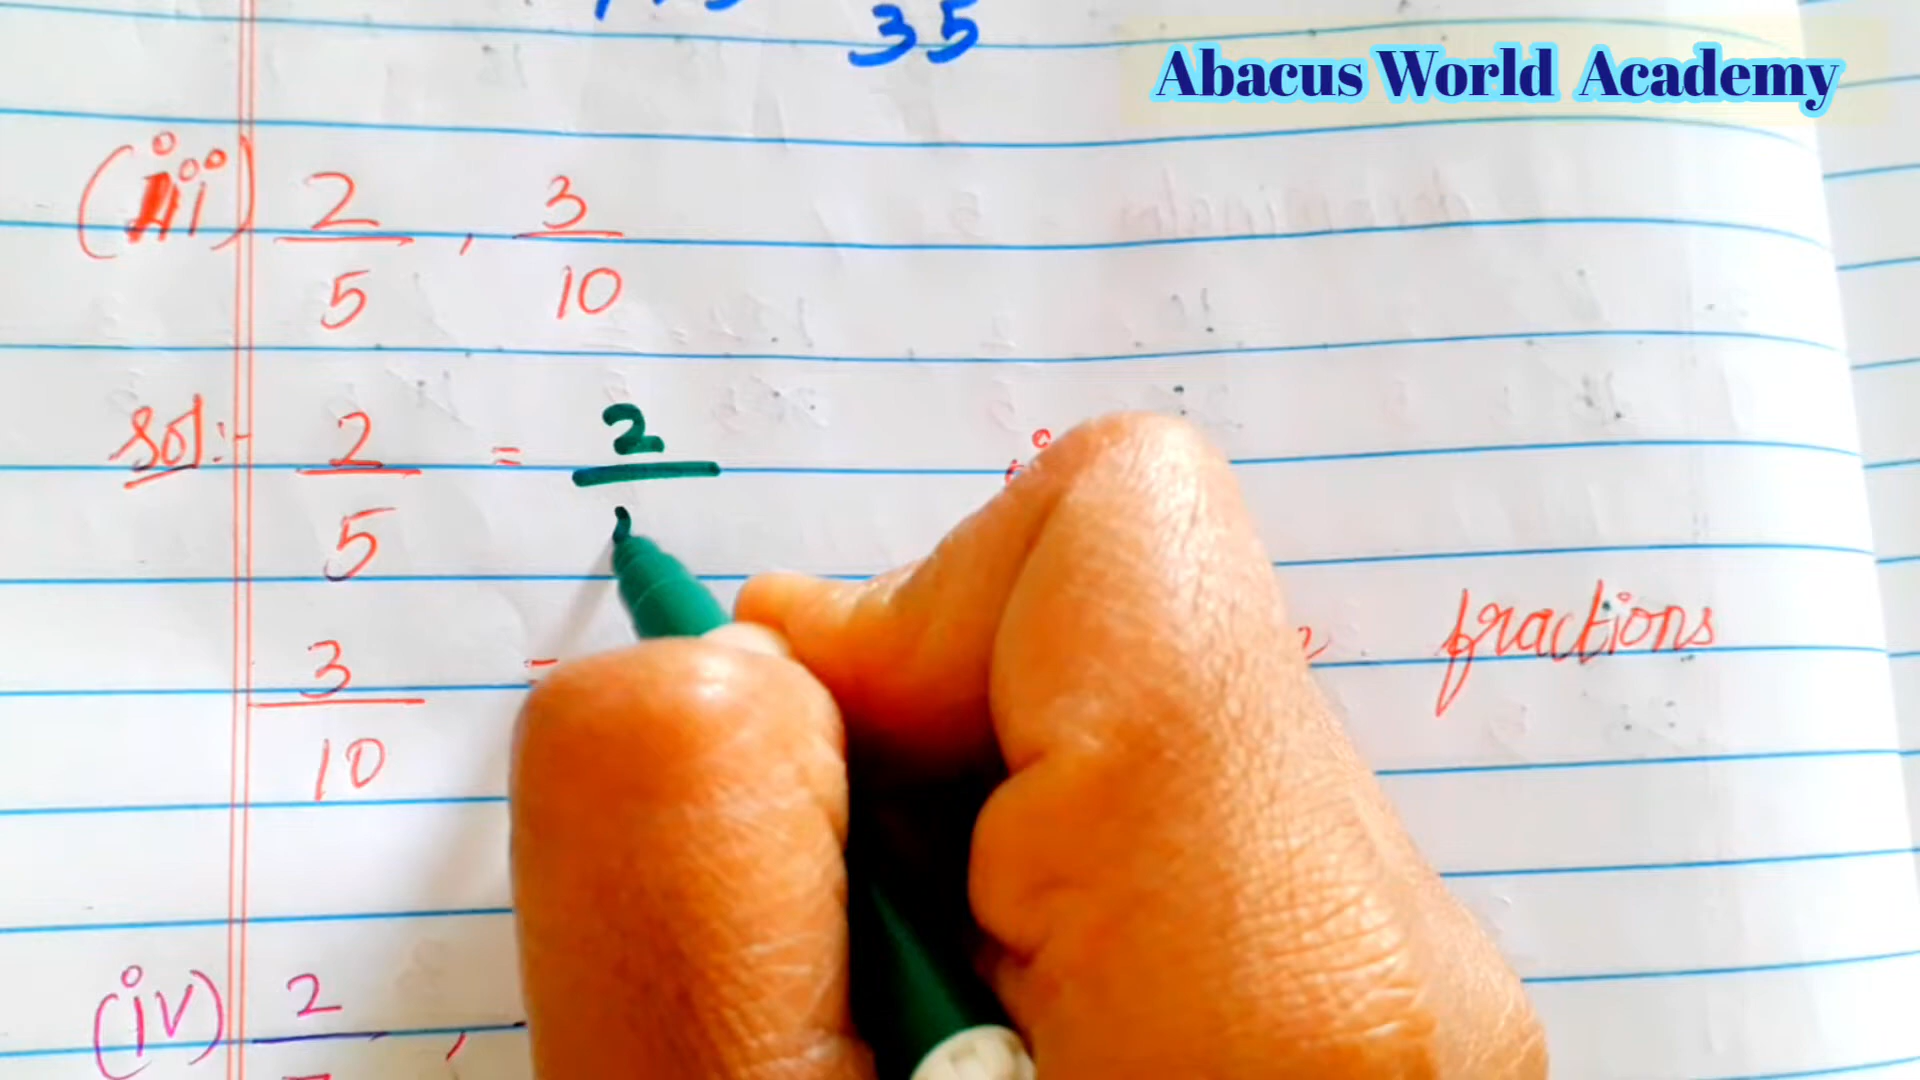 35
Abacus World Academy
(iii) 2/5 , 3/10
Sol:- 2/5 = 2/
3/10 =
fractions
(iv) 2 ,